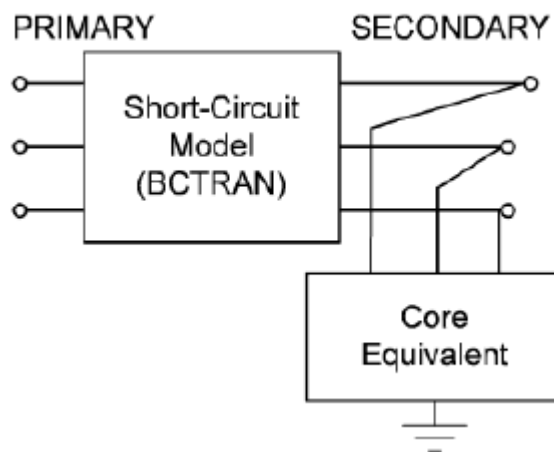 PRIMARY
SECONDARY
Short-Circuit
Model
(BCTRAN)
Core
Equivalent